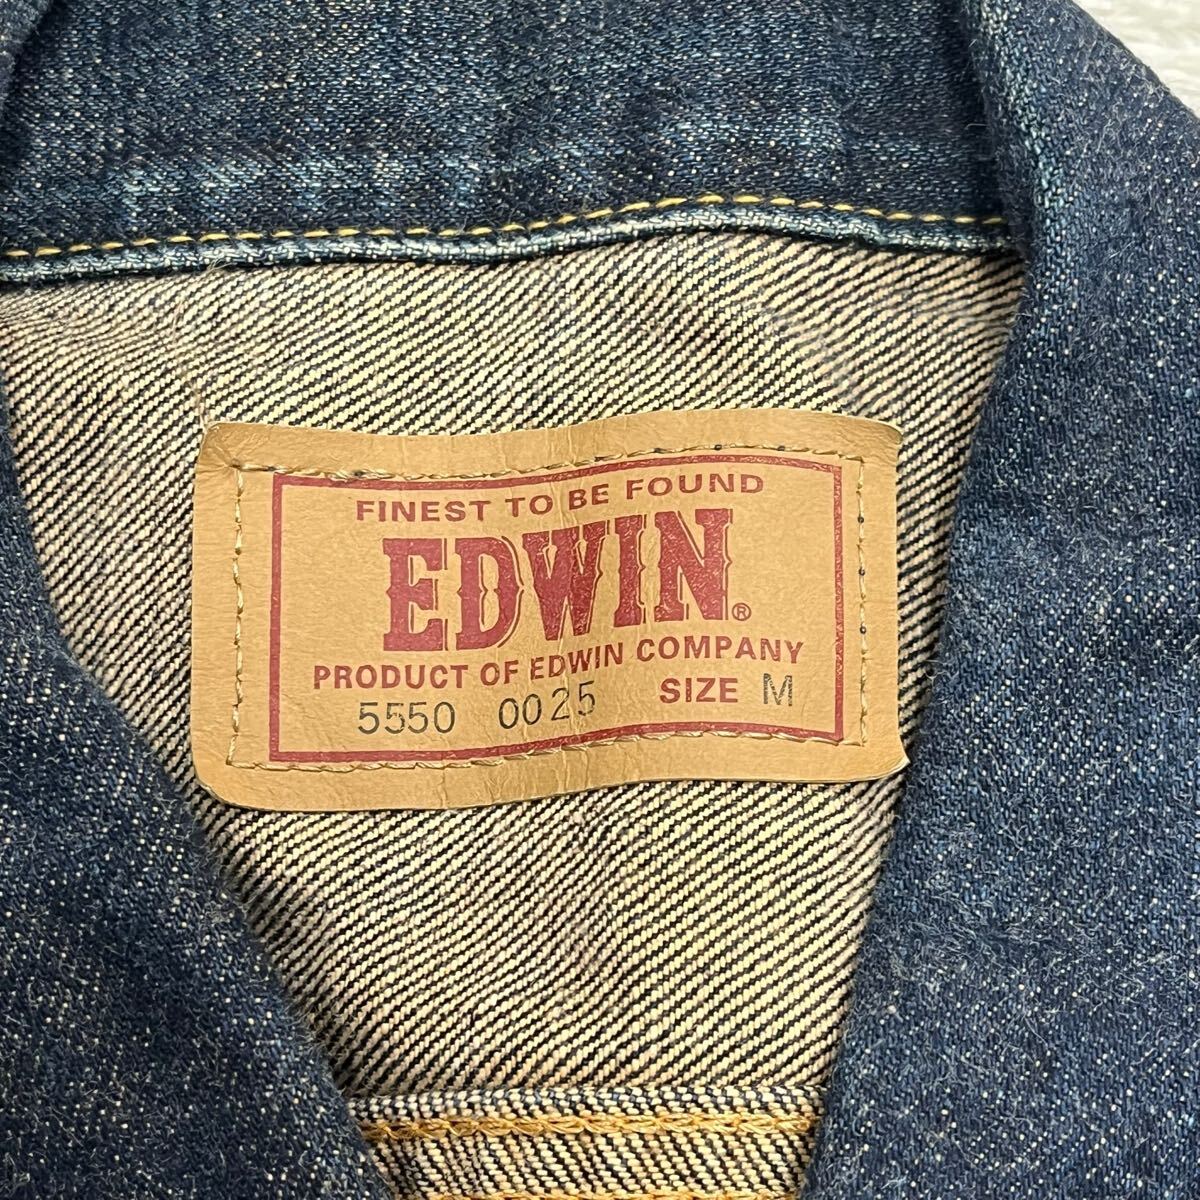 FINEST TO BE FOUND
EDWIN®
PRODUCT OF EDWIN COMPANY
5550 0025 SIZE M